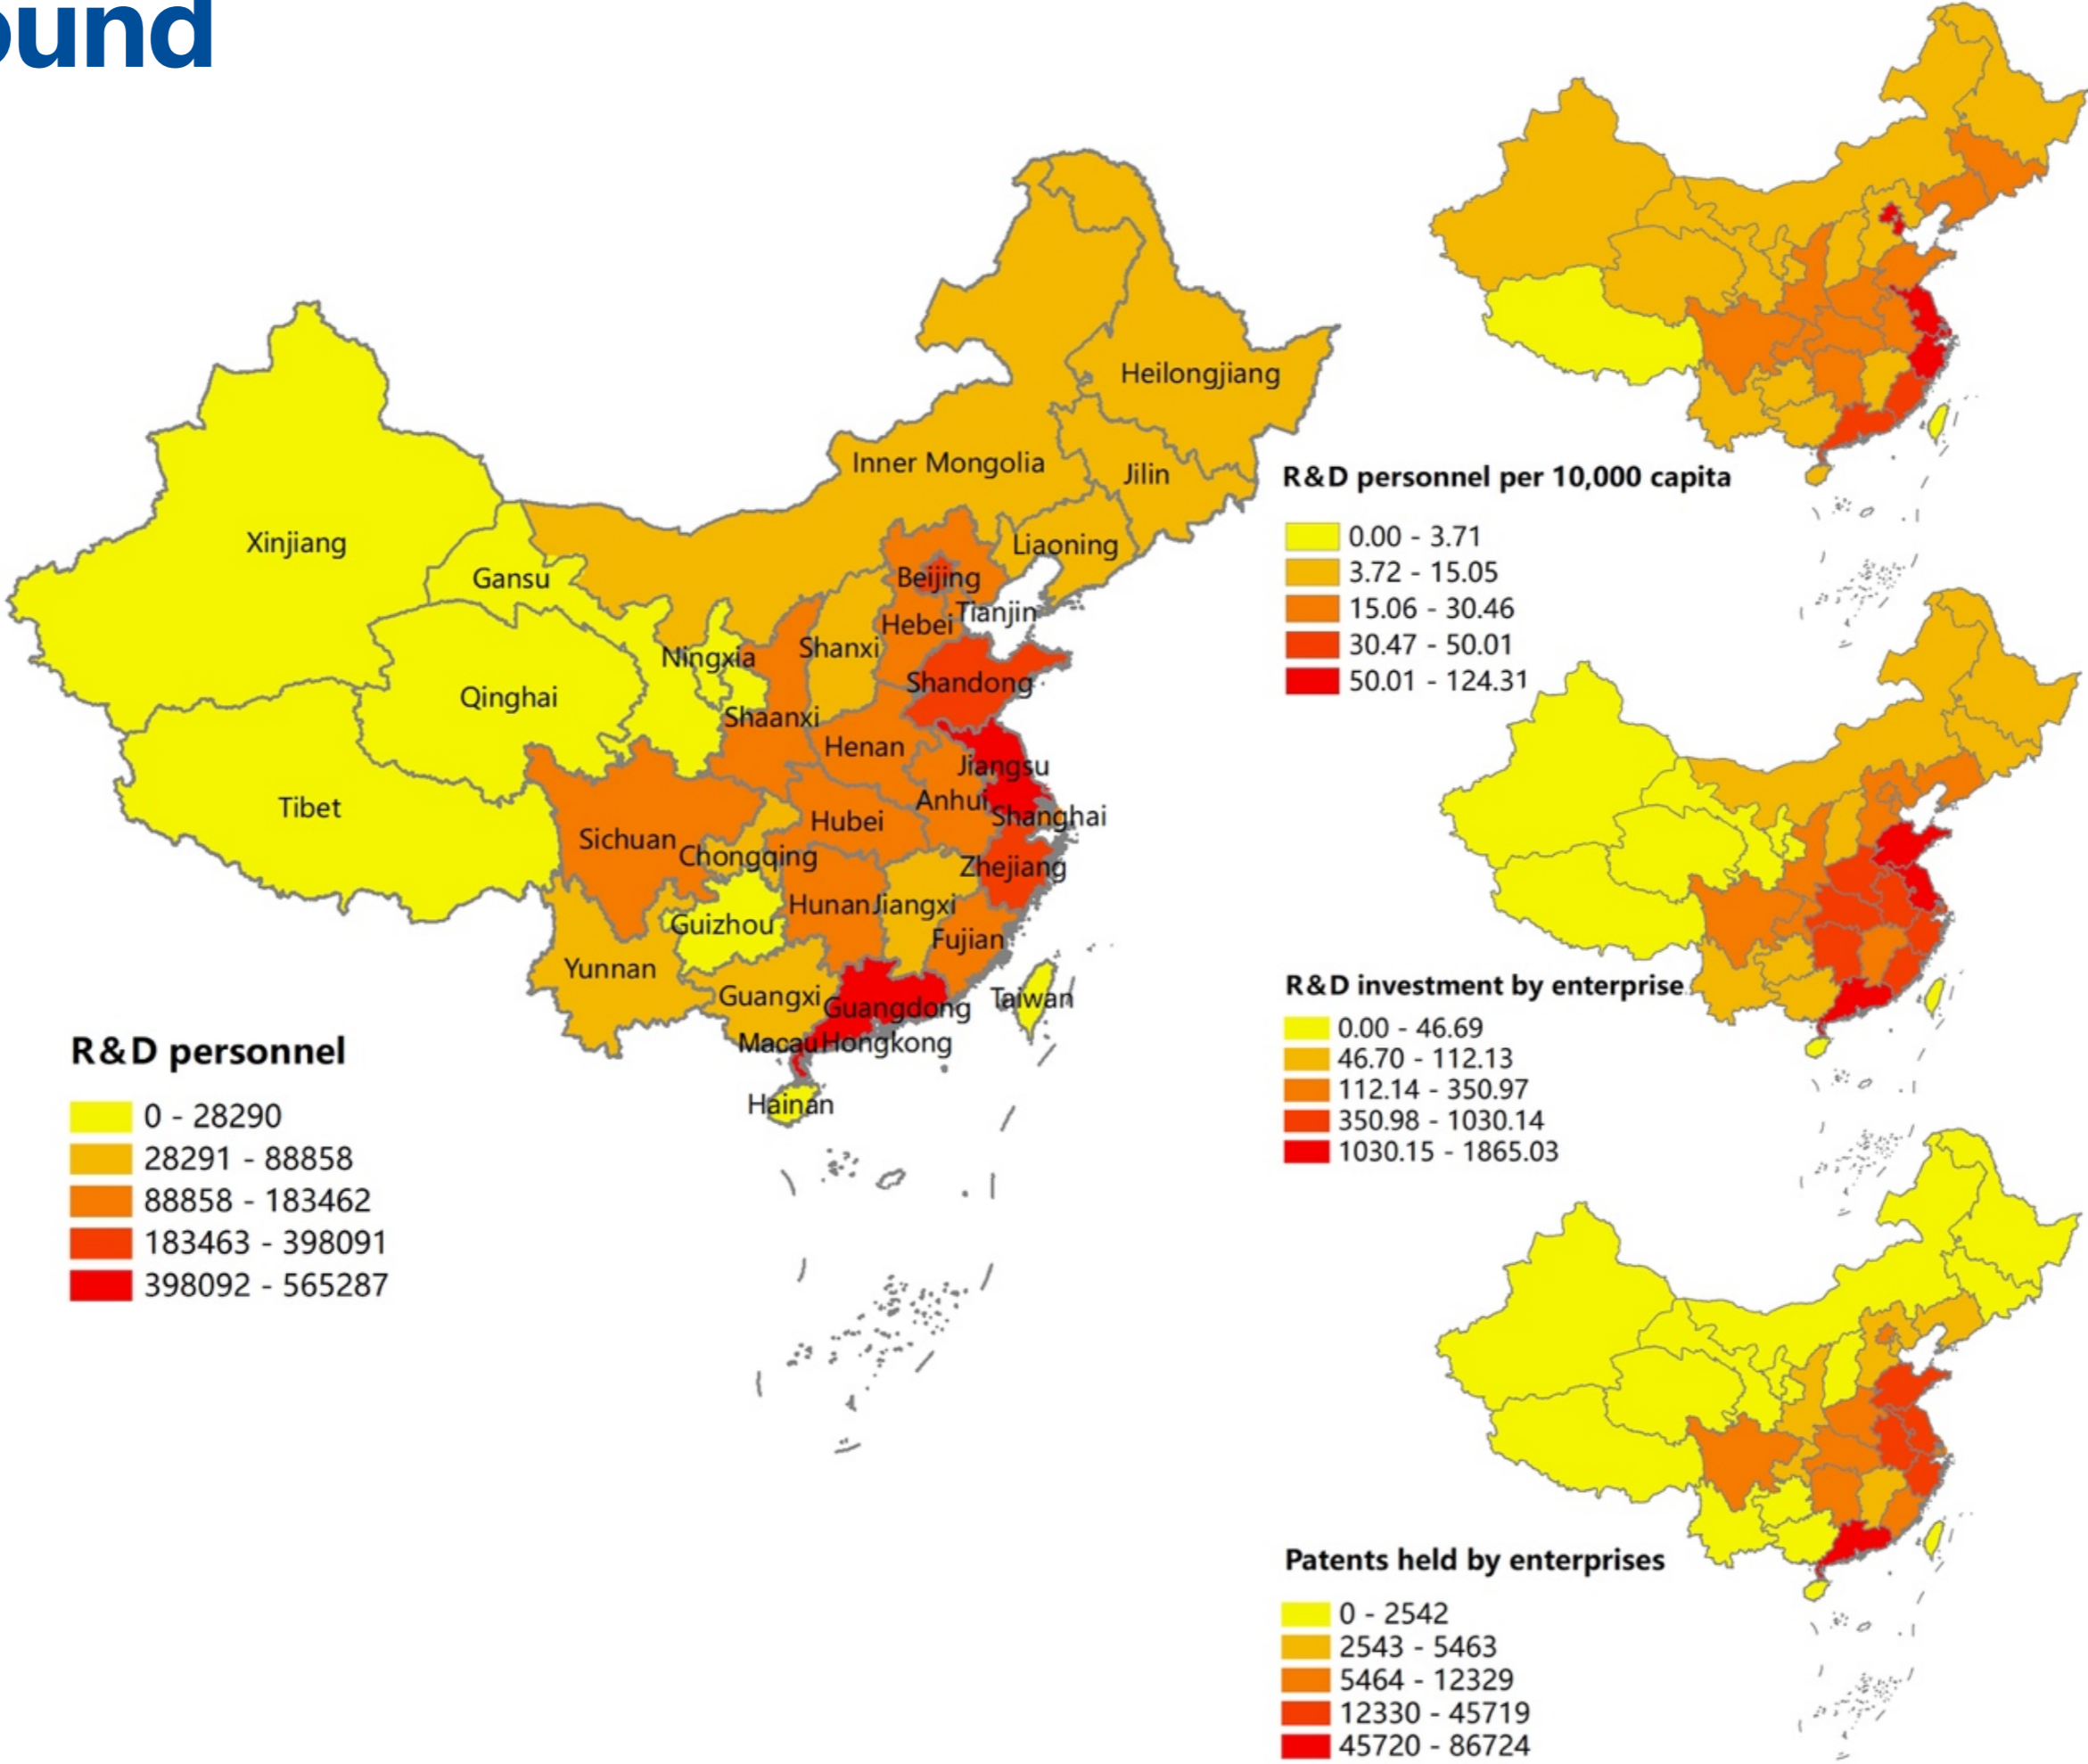 ound
Heilongjiang
Inner Mongolia
Jilin
Xinjiang
Gansu
Liaoning
Beijing
Tianjin
Hebei
Shanxi
Ningxia
Qinghai
Shandong
Shaanxi
Henan
Jiangsu
Tibet
Anhui
Shanghai
Hubei
Sichuan
Chongqing
Zhejiang
Hunan
Jiangxi
Guizhou
Fujian
Yunnan
Guangxi
Guangdong
Taiwan
Macau
Hongkong
Hainan
R&D personnel
0 - 28290
28291 - 88858
88858 - 183462
183463 - 398091
398092 - 565287
R&D personnel per 10,000 capita
0.00 - 3.71
3.72 - 15.05
15.06 - 30.46
30.47 - 50.01
50.01 - 124.31
R&D investment by enterprise
0.00 - 46.69
46.70 - 112.13
112.14 - 350.97
350.98 - 1030.14
1030.15 - 1865.03
Patents held by enterprises
0 - 2542
2543 - 5463
5464 - 12329
12330 - 45719
45720 - 86724